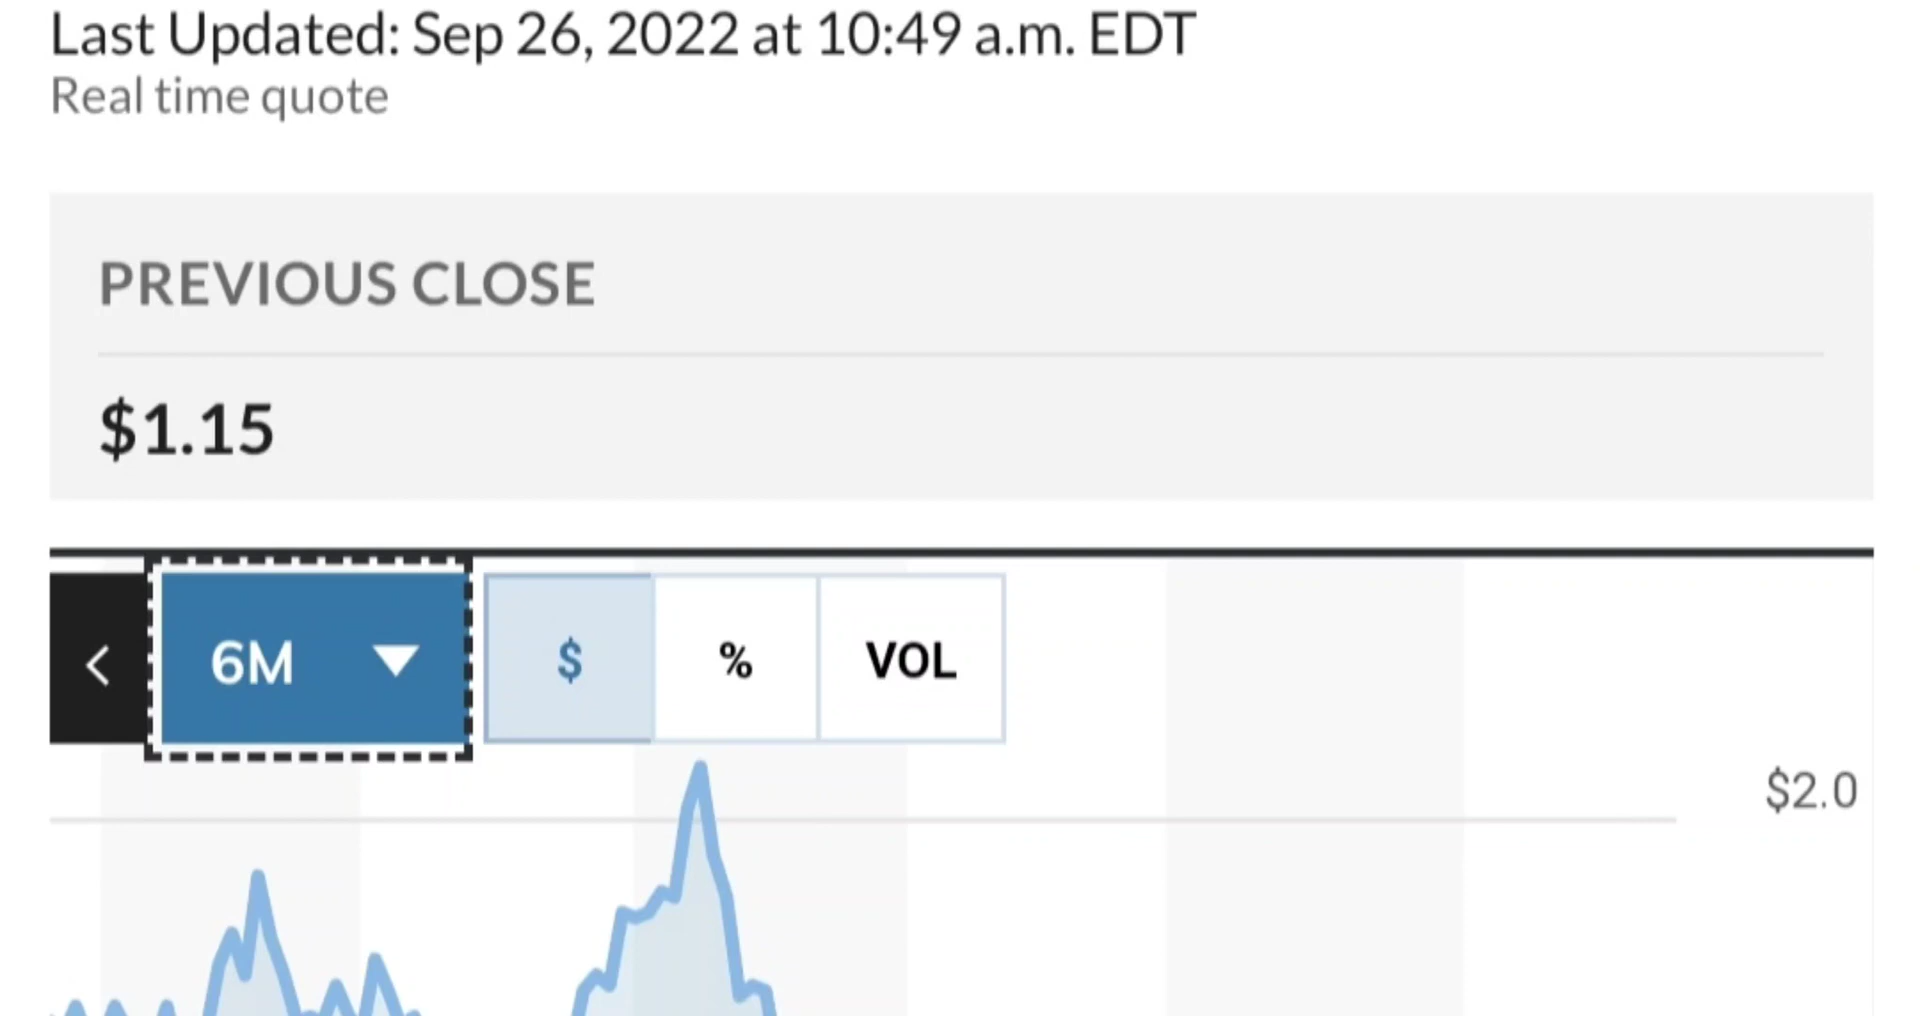 Last Updated: Sep 26, 2022 at 10:49 a.m. EDT
Real time quote
PREVIOUS CLOSE
$1.15
6M $ % VOL
$2.0